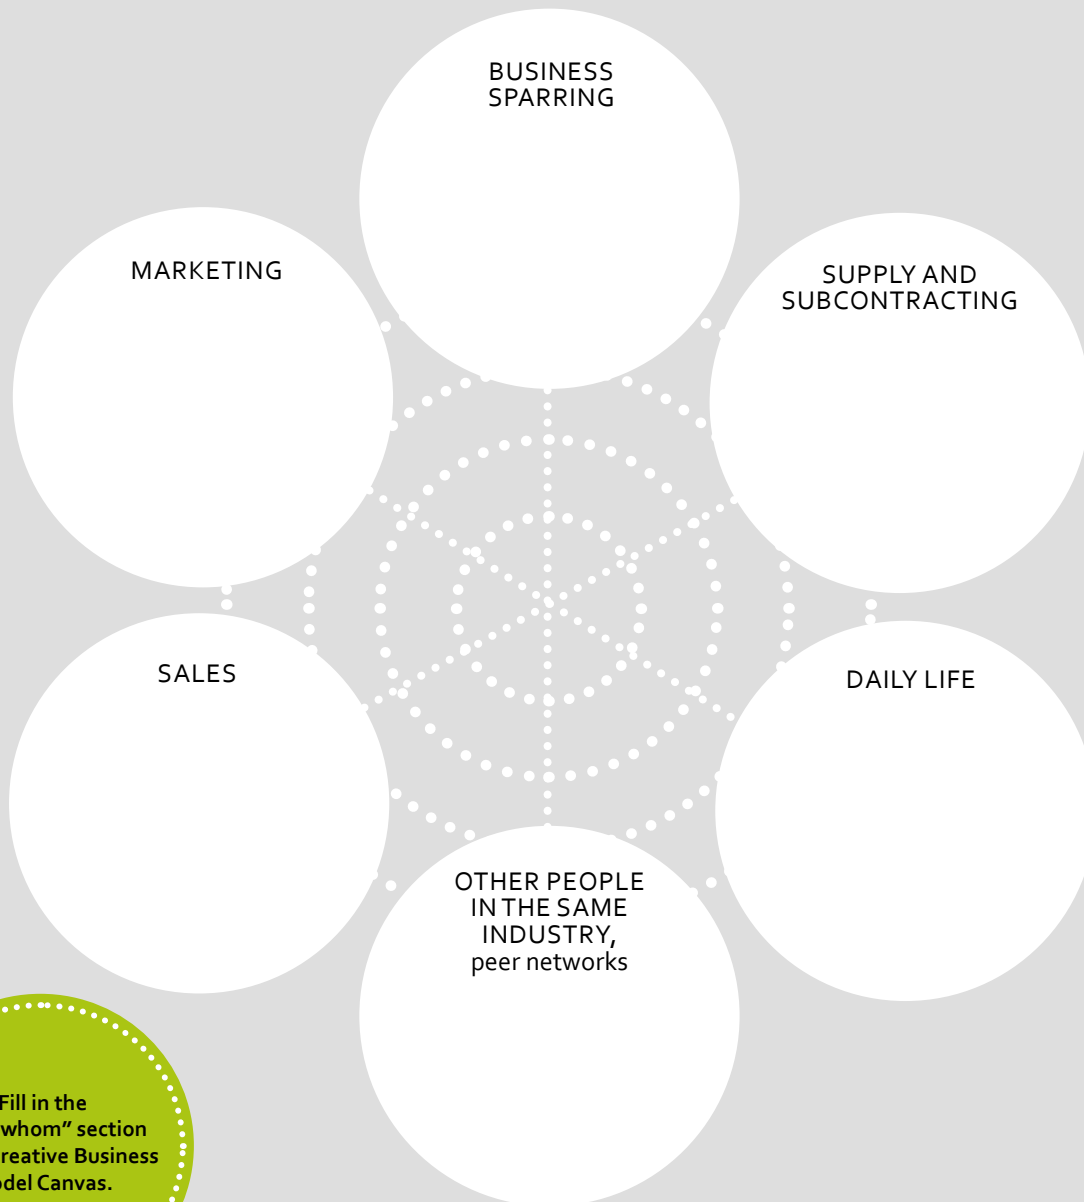 BUSINESS
SPARRING
MARKETING
SUPPLY AND
SUBCONTRACTING
SALES
DAILY LIFE
OTHER PEOPLE
IN THE SAME
INDUSTRY,
peer networks
Fill in the
whom” section
reative Business
odel Canvas.